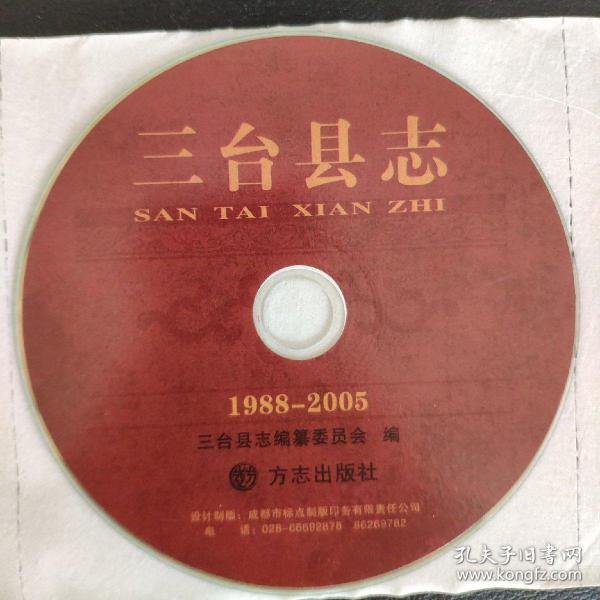 三台县志
SAN TAI XIAN ZHI
1988-2005
三台县志编纂委员会 编
方志出版社
设计制版：成都市标点制版印务有限责任公司
电 话：028-66692878 86269782
孔夫子旧书网
www.kongfz.com